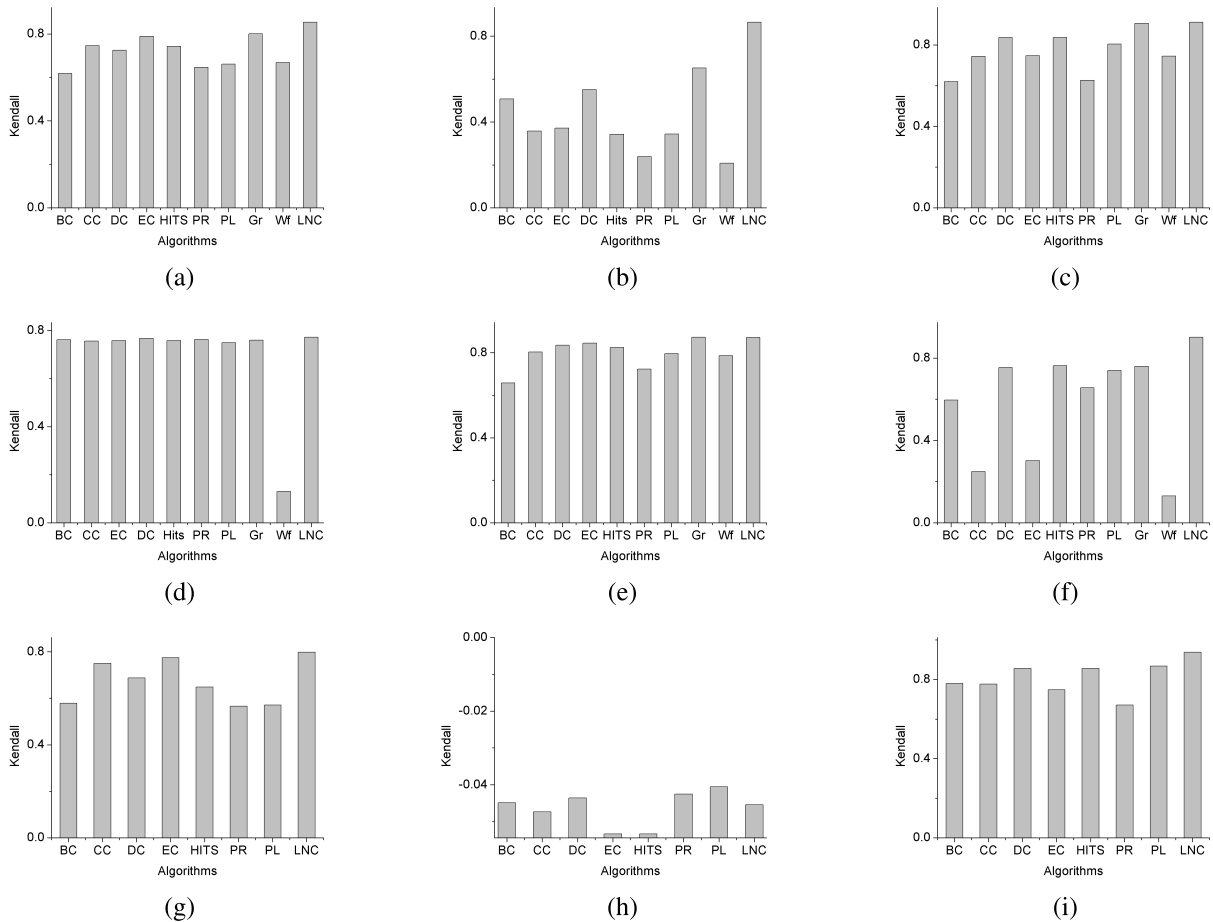 0.8
0.4
0.0
Kendall
BC CC DC EC HITS PR PL Gr Wf LNC
Algorithms
(a)
0.8
0.4
0.0
Kendall
BC CC EC DC Hits PR PL Gr Wf LNC
Algorithms
(b)
0.8
0.4
0.0
Kendall
BC CC DC EC HITS PR PL Gr Wf LNC
Algorithms
(c)
0.8
0.4
0.0
Kendall
BC CC EC DC Hits PR PL Gr Wf LNC
Algorithms
(d)
0.8
0.4
0.0
Kendall
BC CC DC EC HITS PR PL Gr Wf LNC
Algorithms
(e)
0.8
0.4
0.0
Kendall
BC CC DC EC HITS PR PL Gr Wf LNC
Algorithms
(f)
0.8
0.4
0.0
Kendall
BC CC DC EC HITS PR PL LNC
Algorithms
(g)
0.00
-0.02
-0.04
Kendall
BC CC DC EC HITS PR PL LNC
Algorithms
(h)
0.8
0.4
0.0
Kendall
BC CC DC EC HITS PR PL LNC
Algorithms
(i)